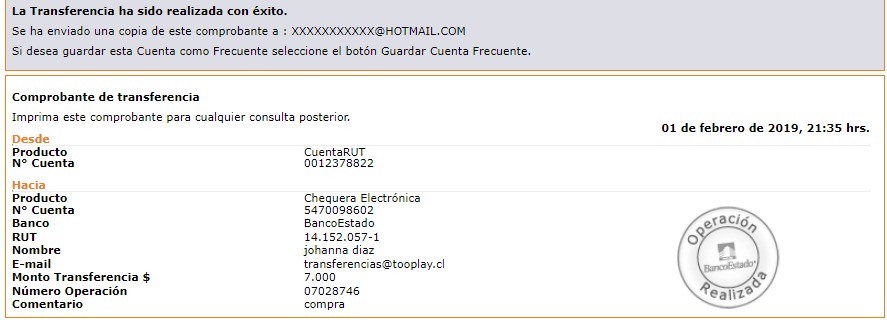 La Transferencia ha sido realizada con éxito.
Se ha enviado una copia de este comprobante a : XXXXXXXXXXX@HOTMAIL.COM
Si desea guardar esta Cuenta como Frecuente seleccione el botón Guardar Cuenta Frecuente.
Comprobante de transferencia
Imprima este comprobante para cualquier consulta posterior.
01 de febrero de 2019, 21:35 hrs.
Desde
Producto CuentaRUT
N° Cuenta 0012378822
Hacia
Producto Chequera Electrónica
N° Cuenta 5470098602
Banco BancoEstado
RUT 14.152.057-1
Nombre johanna diaz
E-mail transferencias@tooplay.cl
Monto Transferencia $ 7.000
Número Operación 07028746
Comentario compra
Operación
BancoEstado
Realizada